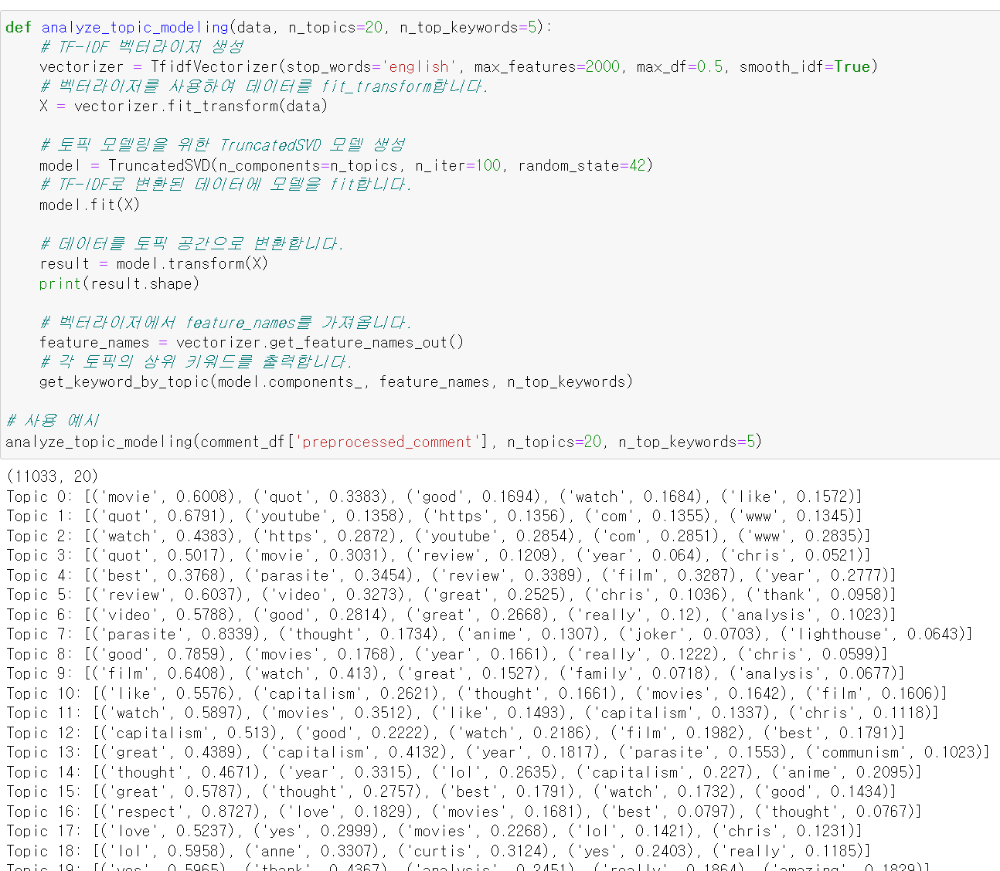 def analyze_topic_modeling(data, n_topics=20, n_top_keywords=5):
    # TF-IDF 벡터라이저 생성
    vectorizer = TfidfVectorizer(stop_words='english', max_features=2000, max_df=0.5, smooth_idf=True)
    # 벡터라이저를 사용하여 데이터를 fit_transform합니다.
    X = vectorizer.fit_transform(data)

    # 토픽 모델링을 위한 TruncatedSVD 모델 생성
    model = TruncatedSVD(n_components=n_topics, n_iter=100, random_state=42)
    # TF-IDF로 변환된 데이터에 모델을 fit합니다.
    model.fit(X)

    # 데이터를 토픽 공간으로 변환합니다.
    result = model.transform(X)
    print(result.shape)

    # 벡터라이저에서 feature_names를 가져옵니다.
    feature_names = vectorizer.get_feature_names_out()
    # 각 토픽의 상위 키워드를 출력합니다.
    get_keyword_by_topic(model.components_, feature_names, n_top_keywords)

# 사용 예시
analyze_topic_modeling(comment_df['preprocessed_comment'], n_topics=20, n_top_keywords=5)
(11033, 20)
Topic 0: [('movie', 0.6008), ('quot', 0.3383), ('good', 0.1694), ('watch', 0.1684), ('like', 0.1572)]
Topic 1: [('quot', 0.6791), ('youtube', 0.1358), ('https', 0.1356), ('com', 0.1355), ('www', 0.1345)]
Topic 2: [('watch', 0.4383), ('https', 0.2872), ('youtube', 0.2854), ('com', 0.2851), ('www', 0.2835)]
Topic 3: [('quot', 0.5017), ('movie', 0.3031), ('review', 0.1209), ('year', 0.064), ('chris', 0.0521)]
Topic 4: [('best', 0.3768), ('parasite', 0.3454), ('review', 0.3389), ('film', 0.3287), ('year', 0.2777)]
Topic 5: [('review', 0.6037), ('video', 0.3273), ('great', 0.2525), ('chris', 0.1036), ('thank', 0.0958)]
Topic 6: [('video', 0.5788), ('good', 0.2814), ('great', 0.2668), ('really', 0.12), ('analysis', 0.1023)]
Topic 7: [('parasite', 0.8339), ('thought', 0.1734), ('anime', 0.1307), ('joker', 0.0703), ('lighthouse', 0.0643)]
Topic 8: [('good', 0.7859), ('movies', 0.1768), ('year', 0.1661), ('really', 0.1222), ('chris', 0.0599)]
Topic 9: [('film', 0.6408), ('watch', 0.413), ('great', 0.1527), ('family', 0.0718), ('analysis', 0.0677)]
Topic 10: [('like', 0.5576), ('capitalism', 0.2621), ('thought', 0.1661), ('movies', 0.1642), ('film', 0.1606)]
Topic 11: [('watch', 0.5897), ('movies', 0.3512), ('like', 0.1493), ('capitalism', 0.1337), ('chris', 0.1118)]
Topic 12: [('capitalism', 0.513), ('good', 0.2222), ('watch', 0.2186), ('film', 0.1982), ('best', 0.1791)]
Topic 13: [('great', 0.4389), ('capitalism', 0.4132), ('year', 0.1817), ('parasite', 0.1553), ('communism', 0.1023)]
Topic 14: [('thought', 0.4671), ('year', 0.3315), ('lol', 0.2635), ('capitalism', 0.227), ('anime', 0.2095)]
Topic 15: [('great', 0.5787), ('thought', 0.2757), ('best', 0.1791), ('watch', 0.1732), ('good', 0.1434)]
Topic 16: [('respect', 0.8727), ('love', 0.1829), ('movies', 0.1681), ('best', 0.0797), ('thought', 0.0767)]
Topic 17: [('love', 0.5237), ('yes', 0.2999), ('movies', 0.2268), ('lol', 0.1421), ('chris', 0.1231)]
Topic 18: [('lol', 0.5958), ('anne', 0.3307), ('curtis', 0.3124), ('yes', 0.2403), ('really', 0.1185)]
Topic 19: [('yes', 0.5965), ('thank', 0.4367), ('analysis', 0.2451), ('really', 0.1864), ('amazing', 0.1829)]